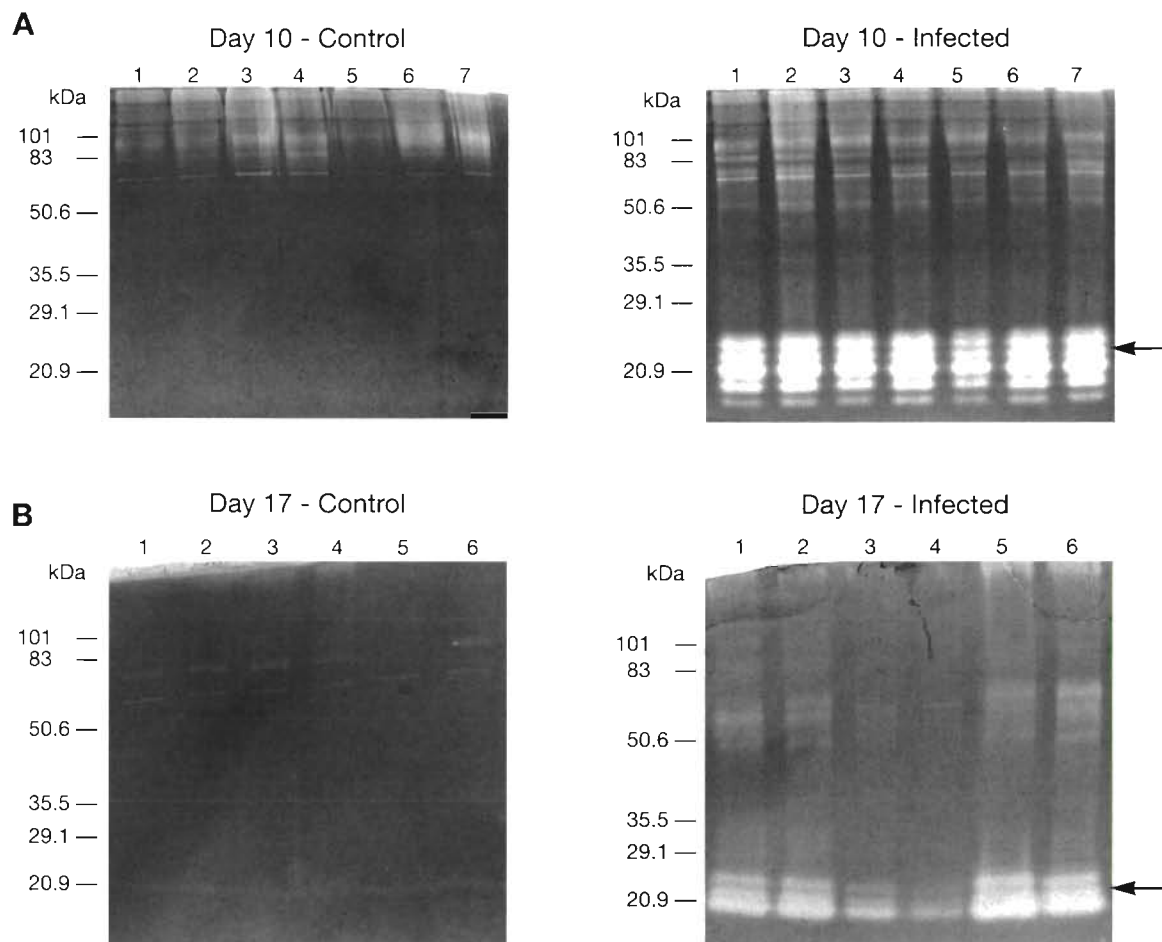 A
Day 10 - Control
1 2 3 4 5 6 7
kDa
101
83
50.6
35.5
29.1
20.9
Day 10 - Infected
1 2 3 4 5 6 7
kDa
101
83
50.6
35.5
29.1
20.9
B
Day 17 - Control
1 2 3 4 5 6
kDa
101
83
50.6
35.5
29.1
20.9
Day 17 - Infected
1 2 3 4 5 6
kDa
101
83
50.6
35.5
29.1
20.9